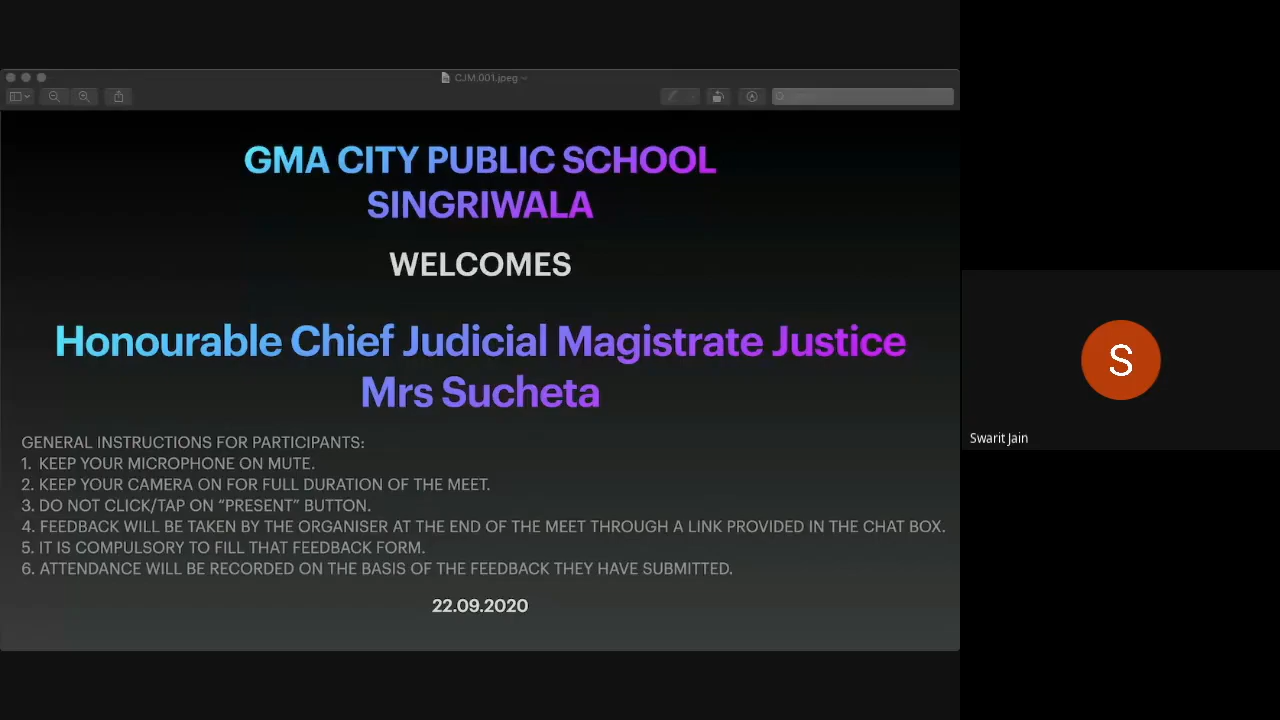 CJM.001.jpeg
GMA CITY PUBLIC SCHOOL
SINGRIWALA
WELCOMES
Honourable Chief Judicial Magistrate Justice
Mrs Sucheta
GENERAL INSTRUCTIONS FOR PARTICIPANTS:
1. KEEP YOUR MICROPHONE ON MUTE.
2. KEEP YOUR CAMERA ON FOR FULL DURATION OF THE MEET.
3. DO NOT CLICK/TAP ON “PRESENT” BUTTON.
4. FEEDBACK WILL BE TAKEN BY THE ORGANISER AT THE END OF THE MEET THROUGH A LINK PROVIDED IN THE CHAT BOX.
5. IT IS COMPULSORY TO FILL THAT FEEDBACK FORM.
6. ATTENDANCE WILL BE RECORDED ON THE BASIS OF THE FEEDBACK THEY HAVE SUBMITTED.
22.09.2020
S
Swarit Jain